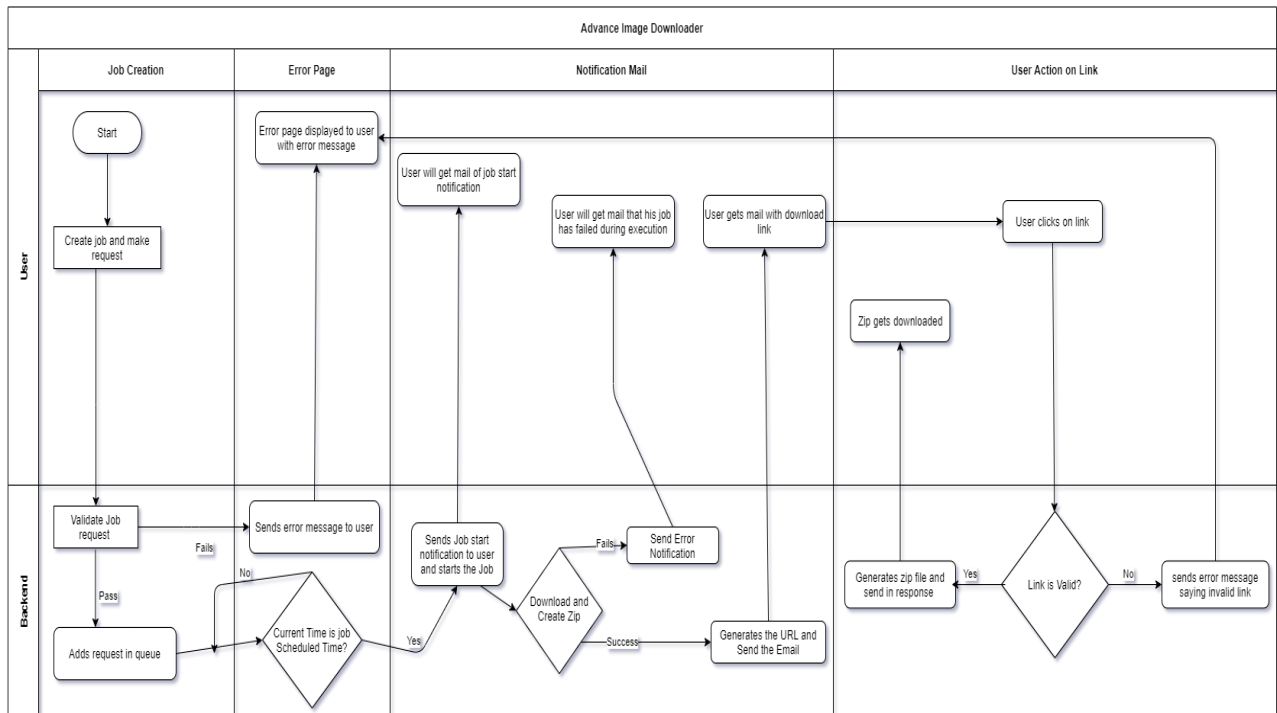 Advance Image Downloader
Job Creation
Error Page
Notification Mail
User Action on Link
User
Start
Error page displayed to user
with error message
User will get mail of job start
notification
User will get mail that his job
has failed during execution
User gets mail with download
link
User clicks on link
Create job and make
request
Zip gets downloaded
Backend
Validate Job
request
Fails
Sends error message to user
Sends Job start
notification to user
and starts the Job
Fails
Send Error
Notification
Pass
No
Adds request in queue
Current Time is job
Scheduled Time?
Yes
Download and
Create Zip
Success
Generates the URL and
Send the Email
Generates zip file and
send in response
Yes
Link is Valid?
No
sends error message
saying invalid link